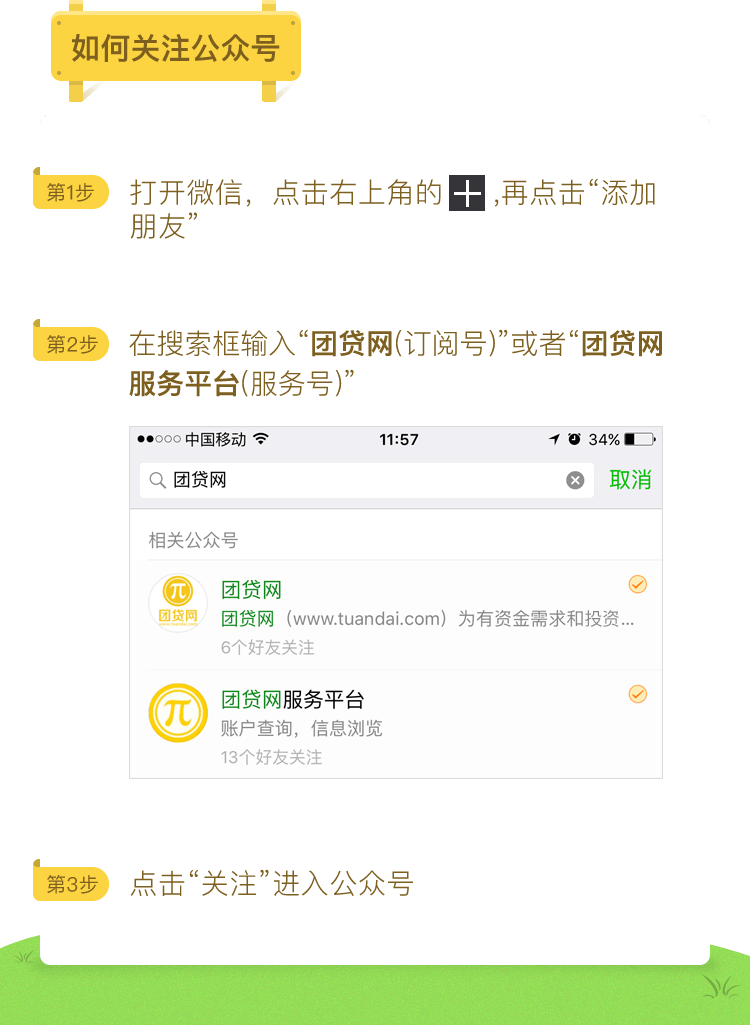 如何关注公众号
第1步
打开微信，点击右上角的 ,再点击“添加
朋友”
第2步
在搜索框输入“团贷网(订阅号)”或者“团贷网
服务平台(服务号)”
中国移动 11:57 34%
团贷网 取消
相关公众号
团贷网
团贷网
www.tuandai.com
团贷网（www.tuandai.com）为有资金需求和投资...
6个好友关注
团贷网服务平台
账户查询，信息浏览
13个好友关注
第3步
点击“关注”进入公众号